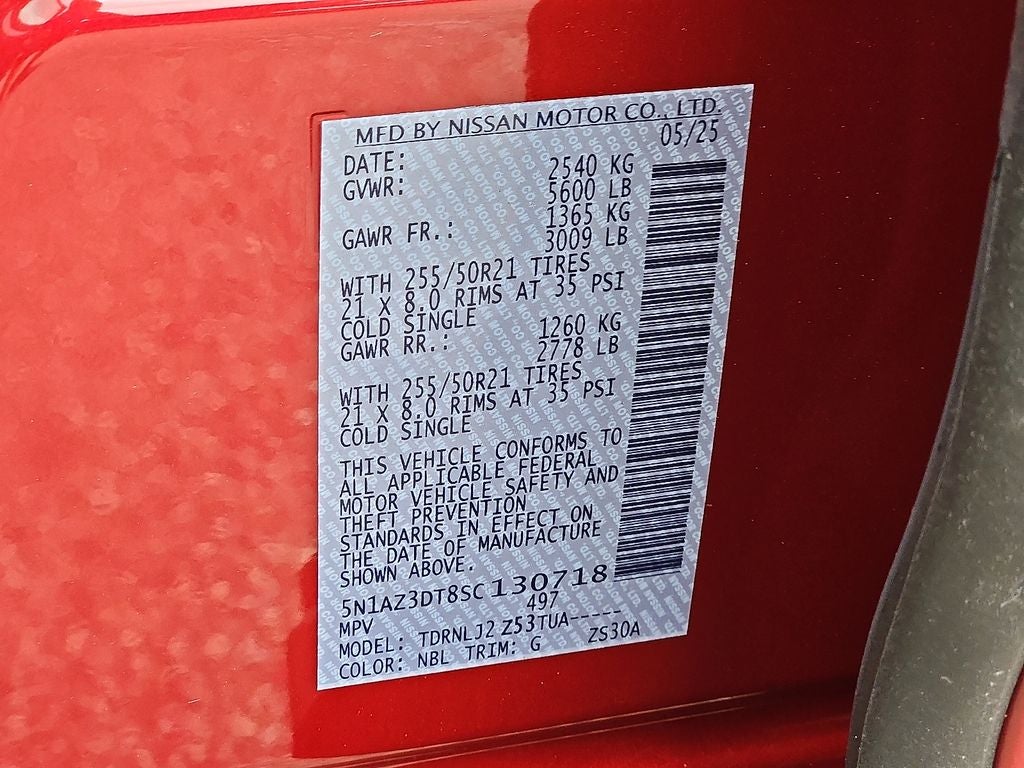 MFD BY NISSAN MOTOR CO., LTD.
DATE: 05/25
GVWR: 2540 KG
5600 LB
GAWR FR.: 1365 KG
3009 LB
WITH 255/50R21 TIRES
21 X 8.0 RIMS AT 35 PSI
COLD SINGLE
GAWR RR.: 1260 KG
2778 LB
WITH 255/50R21 TIRES
21 X 8.0 RIMS AT 35 PSI
COLD SINGLE
THIS VEHICLE CONFORMS TO
ALL APPLICABLE FEDERAL
MOTOR VEHICLE SAFETY AND
THEFT PREVENTION
STANDARDS IN EFFECT ON
THE DATE OF MANUFACTURE
SHOWN ABOVE.
5N1AZ3DT8SC130718
MPV 497
MODEL: TDRNLJ2 Z53TUA-----
COLOR: NBL TRIM: G ZS30A